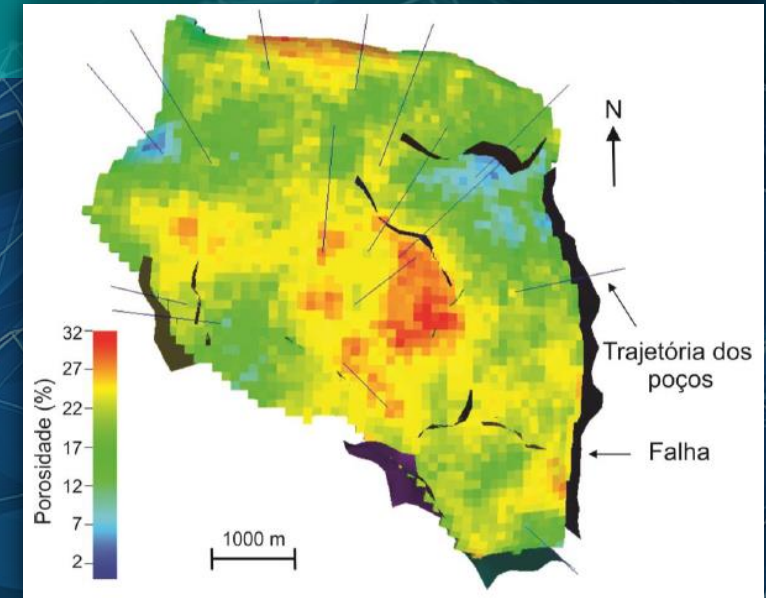 N
32
27
22
17
12
7
2
Porosidade (%)
1000 m
Trajetória dos
poços
Falha